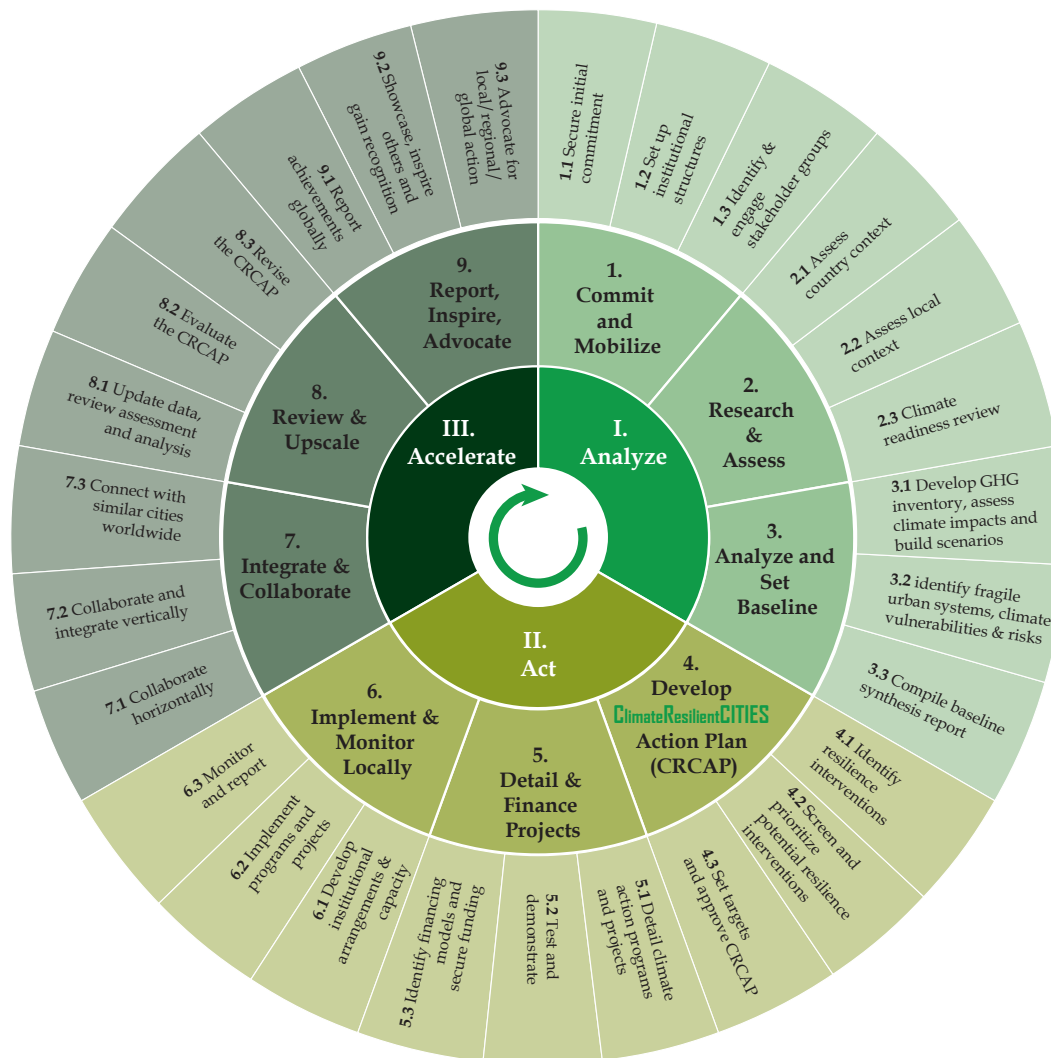 I.
Analyze
II.
Act
III.
Accelerate
1.
Commit
and
Mobilize
1.1 Secure initial
commitment
1.2 Set up
institutional
structures
1.3 Identify &
engage
stakeholder groups
2.
Research
&
Assess
2.1 Assess
country context
2.2 Assess local
context
2.3 Climate
readiness review
3.
Analyze and
Set
Baseline
3.1 Develop GHG
inventory, assess
climate impacts and
build scenarios
3.2 identify fragile
urban systems, climate
vulnerabilities & risks
3.3 Compile baseline
synthesis report
4.
Develop
ClimateResilientCITIES
Action Plan
(CRCAP)
4.1 Identify
resilience
interventions
4.2 Screen and
prioritize
potential resilience
interventions
4.3 Set targets
and approve CRCAP
5.
Detail &
Finance
Projects
5.1 Detail climate
action programs
and projects
5.2 Test and
demonstrate
5.3 Identify financing
models and
secure funding
6.
Implement &
Monitor
Locally
6.1 Develop
institutional
arrangements &
capacity
6.2 Implement
programs and
projects
6.3 Monitor
and report
7.
Integrate &
Collaborate
7.1 Collaborate
horizontally
7.2 Collaborate and
integrate vertically
7.3 Connect with
similar cities
worldwide
8.
Review &
Upscale
8.1 Update data,
review assessment
and analysis
8.2 Evaluate
the CRCAP
8.3 Revise
the CRCAP
9.
Report,
Inspire,
Advocate
9.1 Report
achievements
globally
9.2 Showcase, inspire
others and
gain recognition
9.3 Advocate for
local/regional/
global action